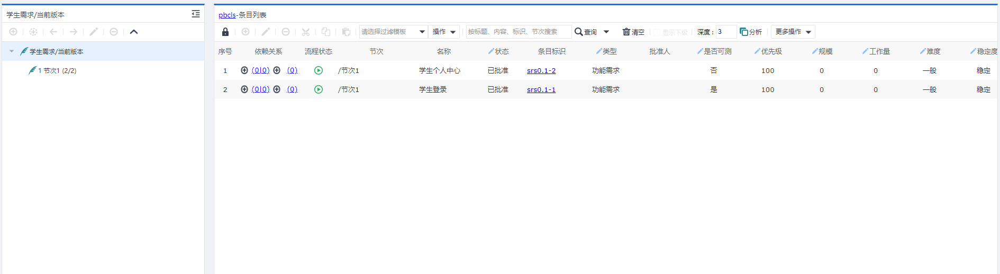 学生需求/当前版本
学生需求/当前版本
1 节次1 (2/2)
pbcls-条目列表
请选择过滤模板 操作 按标题、内容、标识、节次搜索 查询 清空 显示下级 深度： 3 分析 更多操作
序号 依赖关系 流程状态 节次 名称 状态 条目标识 类型 批准人 是否可测 优先级 规模 工作量 难度 稳定度
1 (0|0) (0) /节次1 学生个人中心 已批准 srs0.1-2 功能需求 否 100 0 0 一般 稳定
2 (0|0) (0) /节次1 学生登录 已批准 srs0.1-1 功能需求 是 100 0 0 一般 稳定